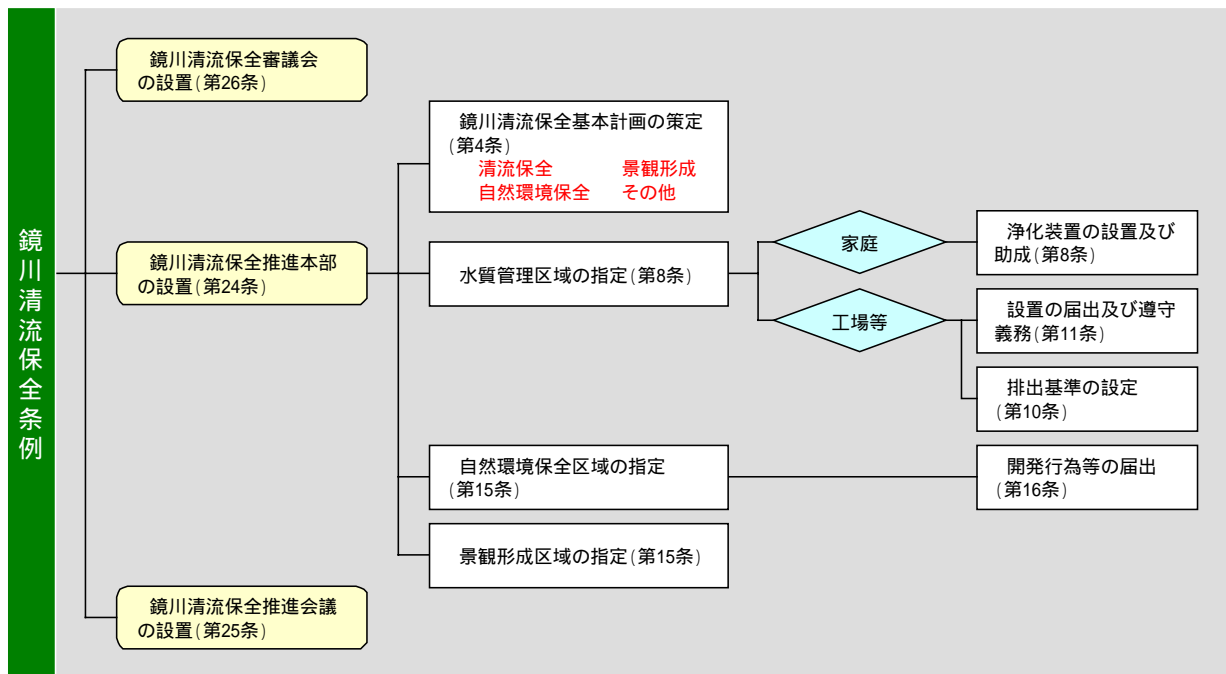 鏡川清流保全条例
鏡川清流保全審議会
の設置(第26条)
鏡川清流保全推進本部
の設置(第24条)
鏡川清流保全推進会議
の設置(第25条)
鏡川清流保全基本計画の策定
(第4条)
清流保全 景観形成
自然環境保全 その他
水質管理区域の指定(第8条)
家庭
浄化装置の設置及び
助成(第8条)
工場等
設置の届出及び遵守
義務(第11条)
排出基準の設定
(第10条)
自然環境保全区域の指定
(第15条)
開発行為等の届出
(第16条)
景観形成区域の指定(第15条)